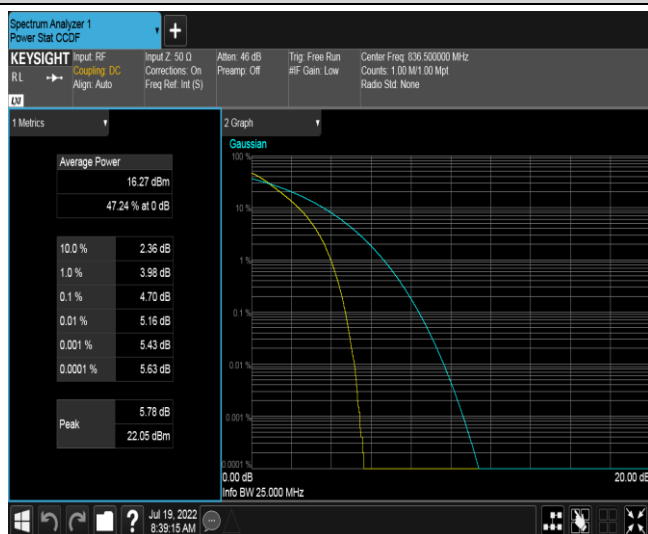 Spectrum Analyzer 1
Power Stat CCDF
KEYSIGHT
RL
LXI
Input: RF
Coupling: DC
Align: Auto
Input Z: 50 Ω
Corrections: On
Freq Ref: Int (S)
Atten: 46 dB
Preamp: Off
Trig: Free Run
#IF Gain: Low
Center Freq: 836.500000 MHz
Counts: 1.00 M/1.00 Mpt
Radio Std: None
1 Metrics
Average Power
16.27 dBm
47.24 % at 0 dB
10.0 % 2.36 dB
1.0 % 3.98 dB
0.1 % 4.70 dB
0.01 % 5.16 dB
0.001 % 5.43 dB
0.0001 % 5.63 dB
Peak
5.78 dB
22.05 dBm
2 Graph
Gaussian
100 %
10 %
1 %
0.1 %
0.01 %
0.001 %
0.0001 %
0.00 dB
20.00 dB
Info BW 25.000 MHz
?
Jul 19, 2022
8:39:15 AM